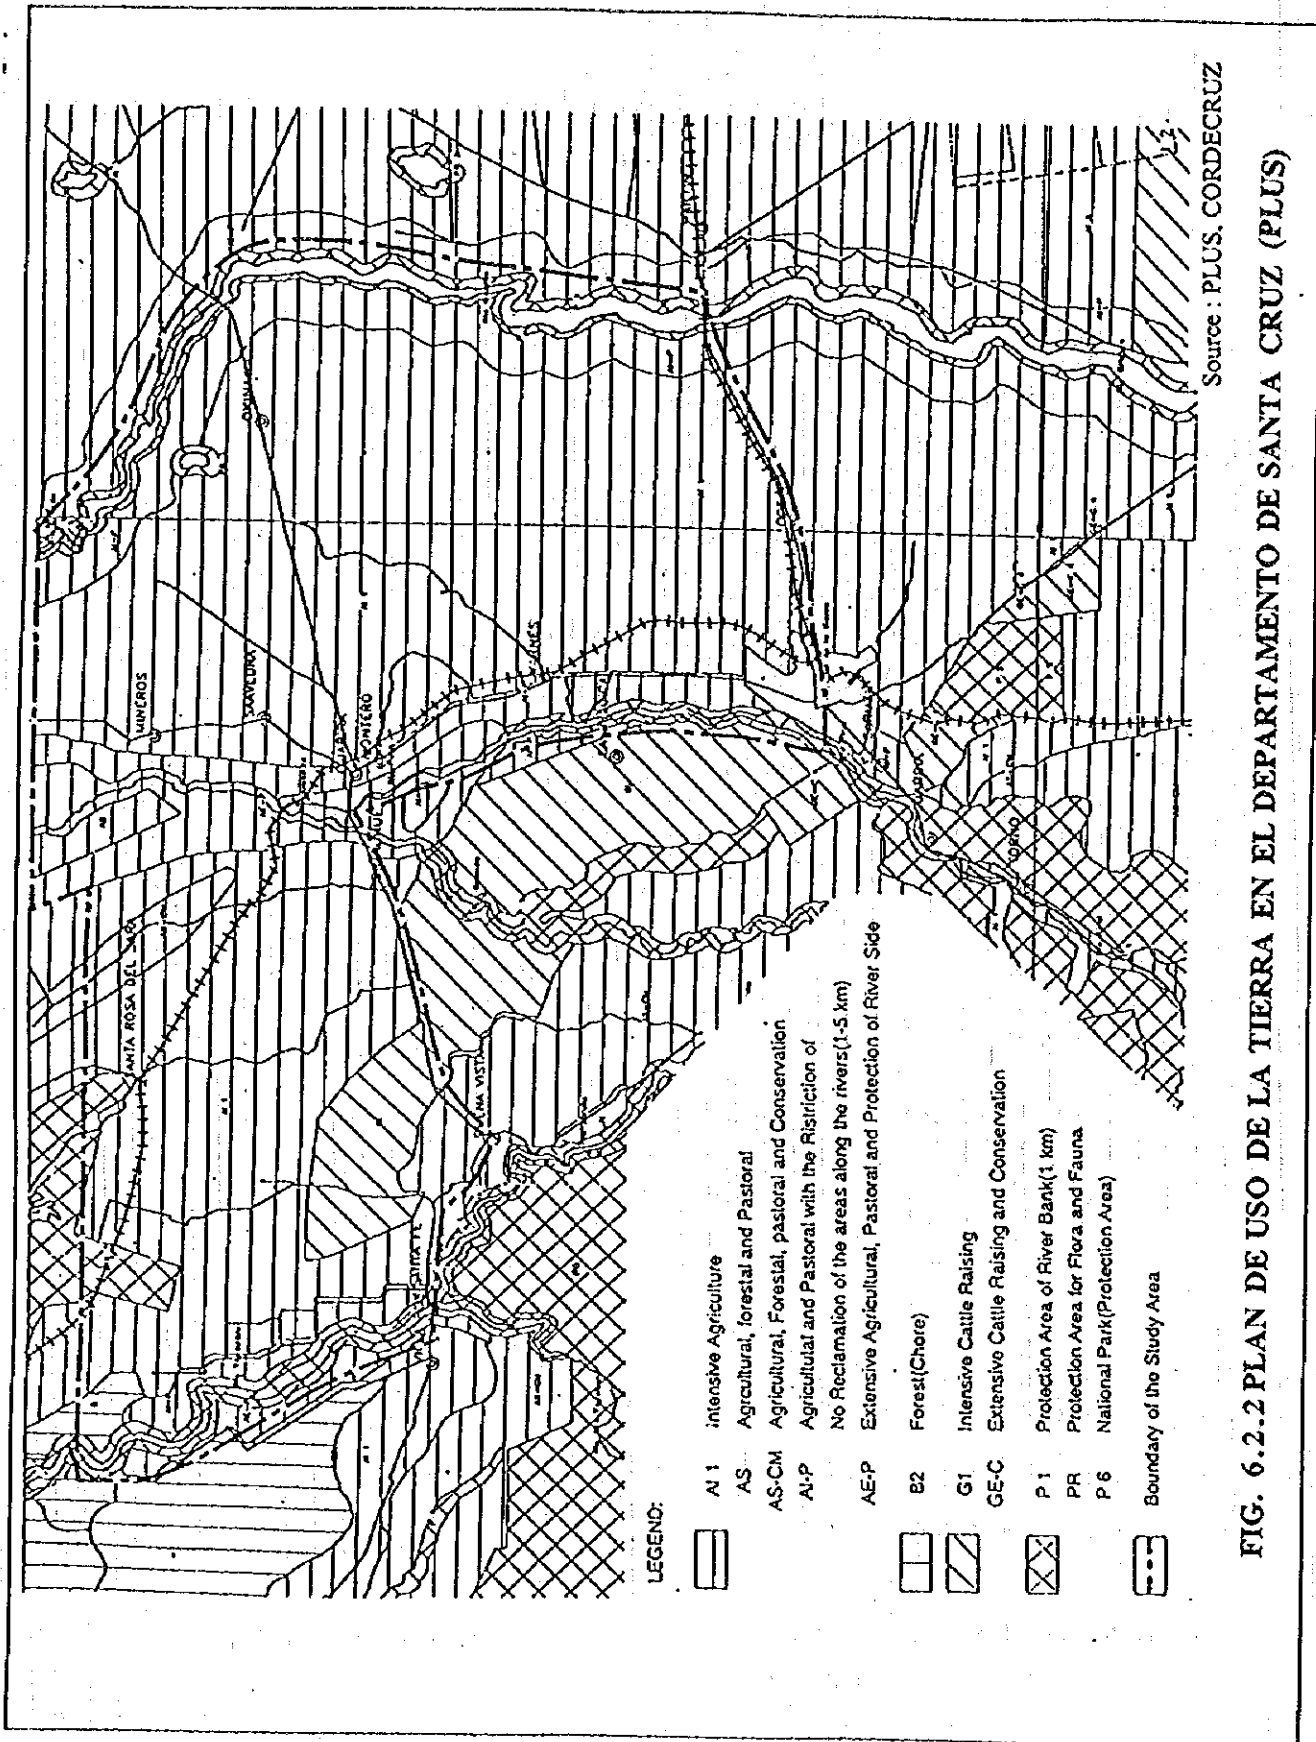 MINEROS
SAAVEDRA
OKINAWA
MONTERO
SANTA ROSA DEL SARA
BUENA VISTA
SANTA FE
LEGEND:
AI 1 Intensive Agriculture
AS Agrcultural, forestal and Pastoral
AS-CM Agricultural, Forestal, pastoral and Conservation
AI-P Agricultulal and Pastoral with the Ristriction of
No Reclamation of the areas along the rivers(1-5 km)
AE-P Extensive Agricultural, Pastoral and Protection of River Side
B2 Forest(Chore)
G1 Intensive Cattle Raising
GE-C Extensive Cattle Raising and Conservation
P 1 Protection Area of River Bank(1 km)
PR Protection Area for Flora and Fauna
P 6 National Park(Protection Area)
Boundary of the Study Area
Source : PLUS, CORDECRUZ
FIG. 6.2.2 PLAN DE USO DE LA TIERRA EN EL DEPARTAMENTO DE SANTA CRUZ (PLUS)